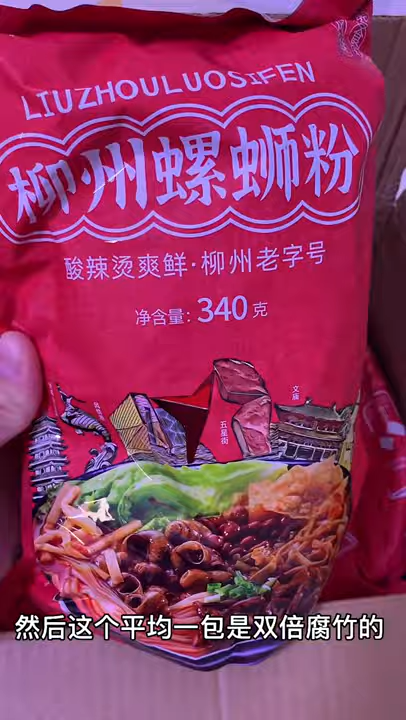 LIUZHOULUOSIFEN
柳州螺蛳粉
酸辣烫爽鲜·柳州老字号
净含量: 340克
文庙
五星街
然后这个平均一包是双倍腐竹的